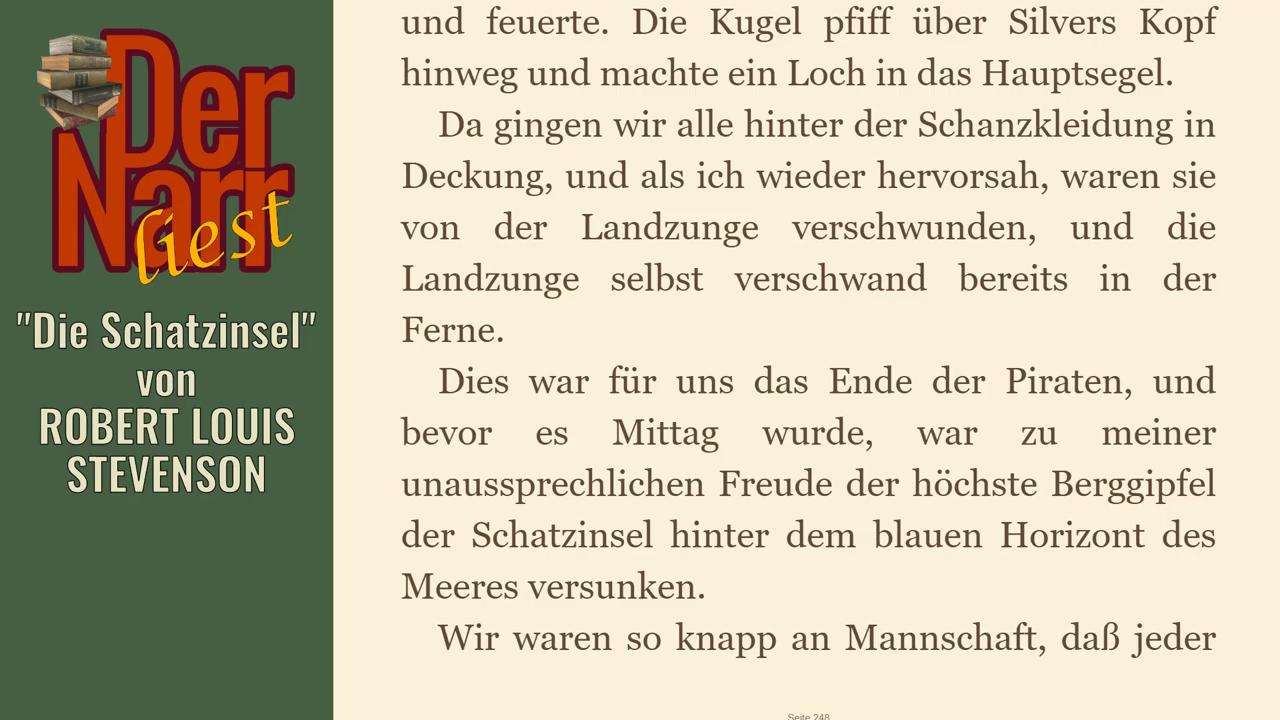 Der
Narr
liest
"Die Schatzinsel"
von
ROBERT LOUIS
STEVENSON
und feuerte. Die Kugel pfiff über Silvers Kopf
hinweg und machte ein Loch in das Hauptsegel.
Da gingen wir alle hinter der Schanzkleidung in
Deckung, und als ich wieder hervorsah, waren sie
von der Landzunge verschwunden, und die
Landzunge selbst verschwand bereits in der
Ferne.
Dies war für uns das Ende der Piraten, und
bevor es Mittag wurde, war zu meiner
unaussprechlichen Freude der höchste Berggipfel
der Schatzinsel hinter dem blauen Horizont des
Meeres versunken.
Wir waren so knapp an Mannschaft, daß jeder
Seite 248